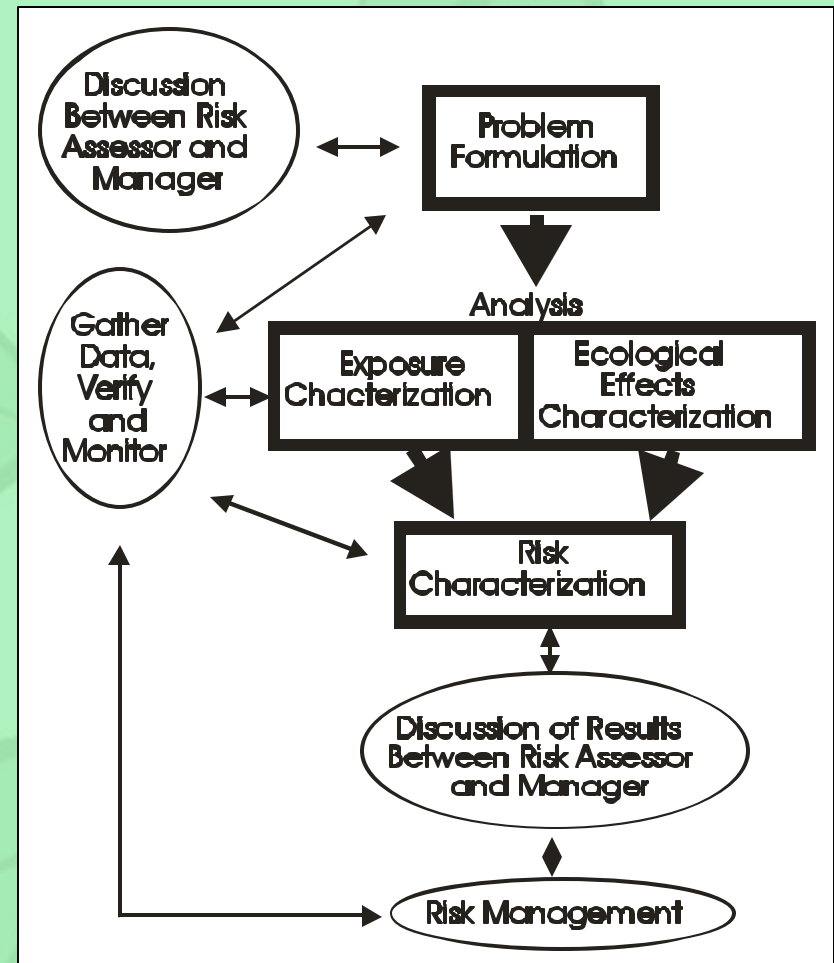 Discussion
Between Risk
Assessor and
Manager
Problem
Formulation
Analysis
Gather
Data,
Verify
and
Monitor
Exposure
Chacterization
Ecological
Effects
Characterization
Risk
Characterization
Discussion of Results
Between Risk Assessor
and Manager
Risk Management